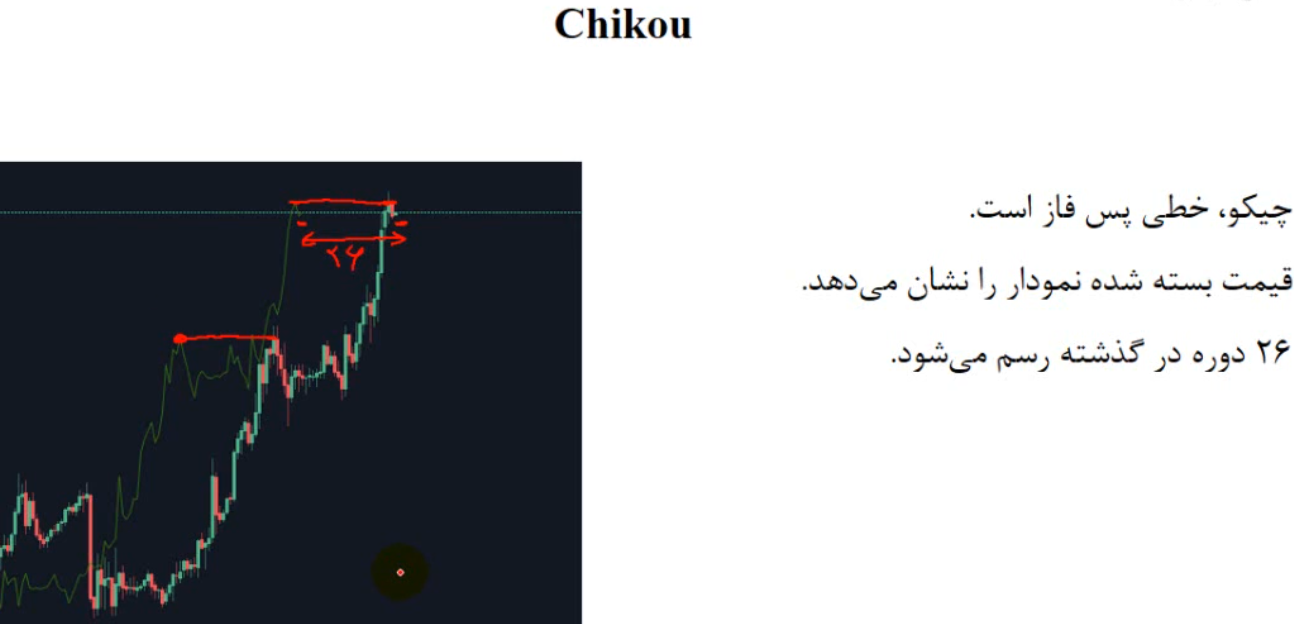 Chikou
چیکو، خطی پس فاز است.
قیمت بسته شده نمودار را نشان می‌دهد.
۲۶ دوره در گذشته رسم می‌شود.
۲۶